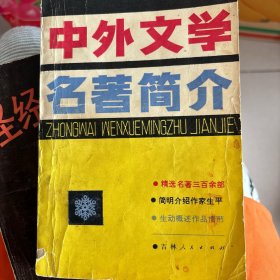 中外文学
名著简介
ZHONGWAI WENXUEMINGZHU JIANJIE
•精选名著三百余部
•简明介绍作家生平
•生动概述作品情节
•吉林人民出版社
圣经